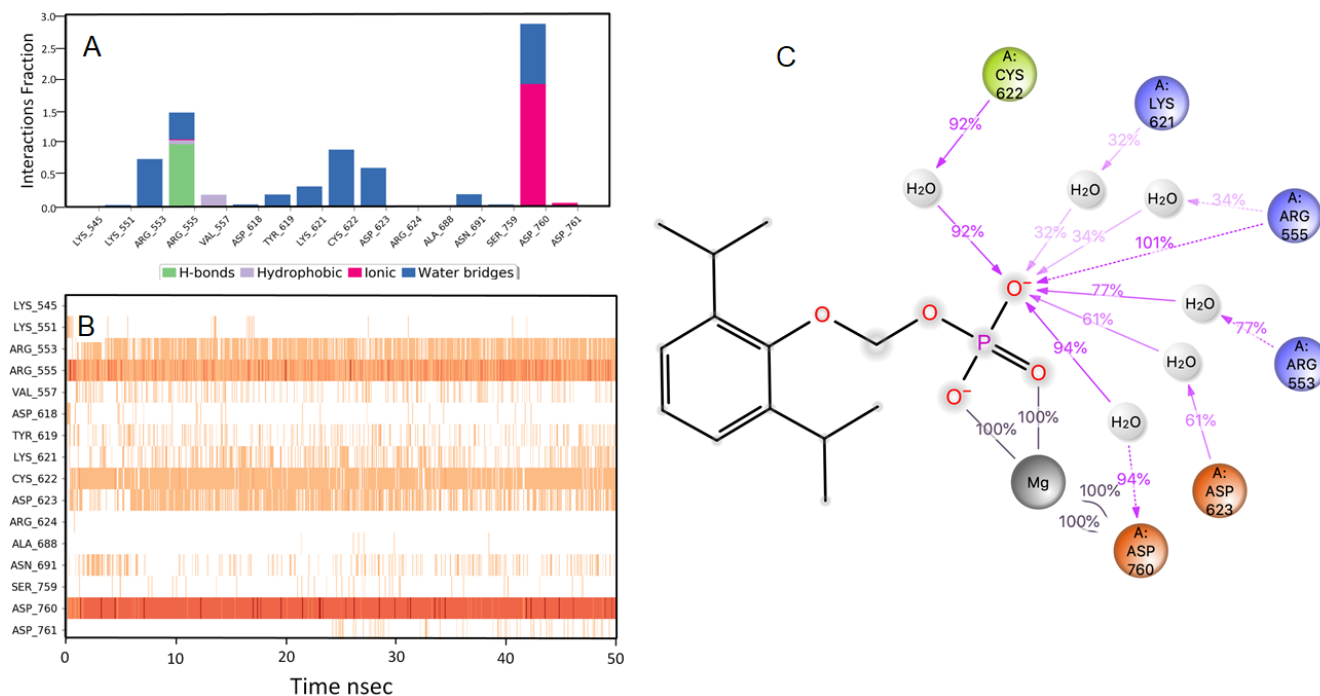 A
Interactions Fraction
3.0
2.5
2.0
1.5
1.0
0.5
0.0
LYS_545
LYS_551
ARG_553
ARG_555
VAL_557
ASP_618
TYR_619
LYS_621
CYS_622
ASP_623
ARG_624
ALA_688
ASN_691
SER_759
ASP_760
ASP_761
H-bonds Hydrophobic Ionic Water bridges
B
LYS_545
LYS_551
ARG_553
ARG_555
VAL_557
ASP_618
TYR_619
LYS_621
CYS_622
ASP_623
ARG_624
ALA_688
ASN_691
SER_759
ASP_760
ASP_761
0 10 20 30 40 50
Time nsec
C
A:
CYS
622
A:
LYS
621
92%
32%
H₂O
H₂O
H₂O
34%
A:
ARG
555
92%
32%
34%
101%
O⁻
77%
H₂O
77%
A:
ARG
553
O
O
61%
P
94%
H₂O
O
O⁻
H₂O
61%
100%
100%
94%
Mg
100%
100%
A:
ASP
623
A:
ASP
760